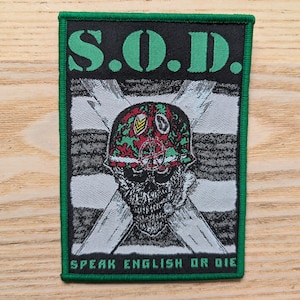 S.O.D.
SPEAK ENGLISH OR DIE